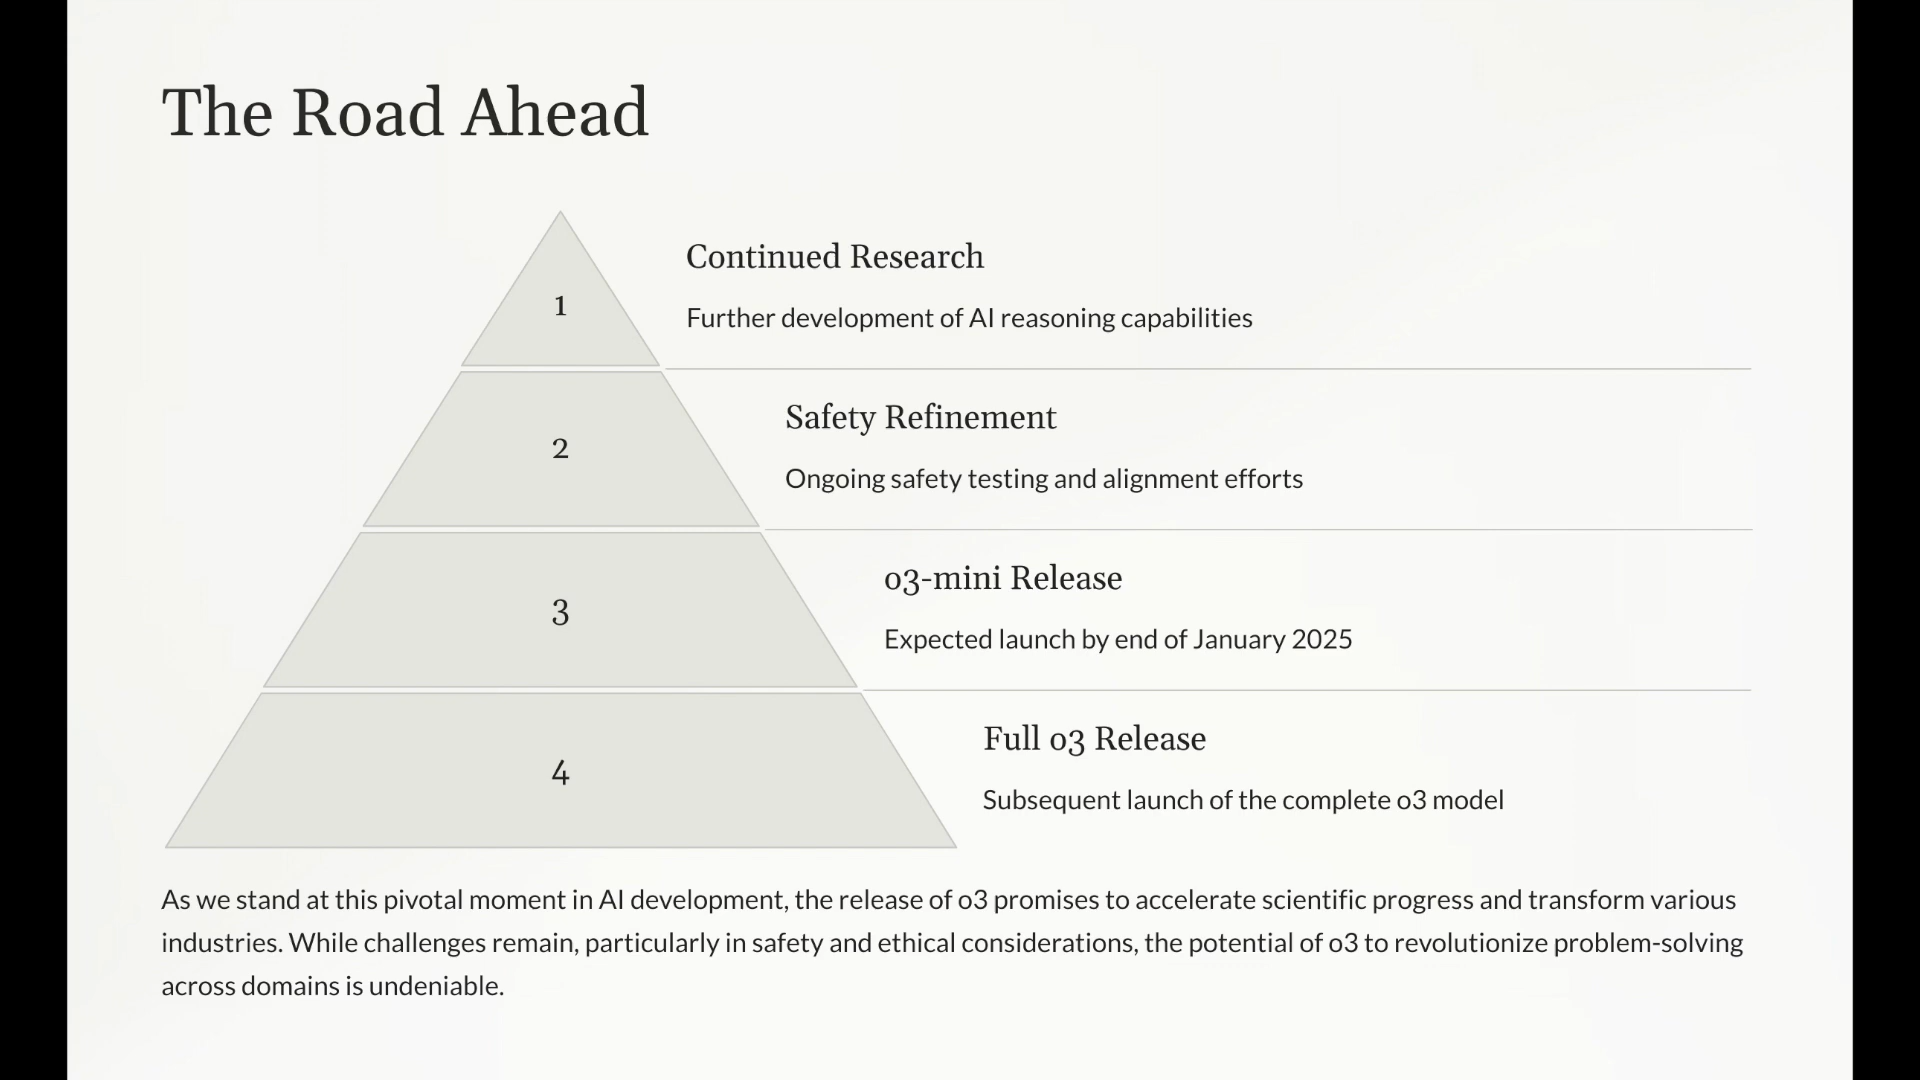 The Road Ahead
1
Continued Research
Further development of AI reasoning capabilities
2
Safety Refinement
Ongoing safety testing and alignment efforts
3
o3-mini Release
Expected launch by end of January 2025
4
Full o3 Release
Subsequent launch of the complete o3 model
As we stand at this pivotal moment in AI development, the release of o3 promises to accelerate scientific progress and transform various
industries. While challenges remain, particularly in safety and ethical considerations, the potential of o3 to revolutionize problem-solving
across domains is undeniable.